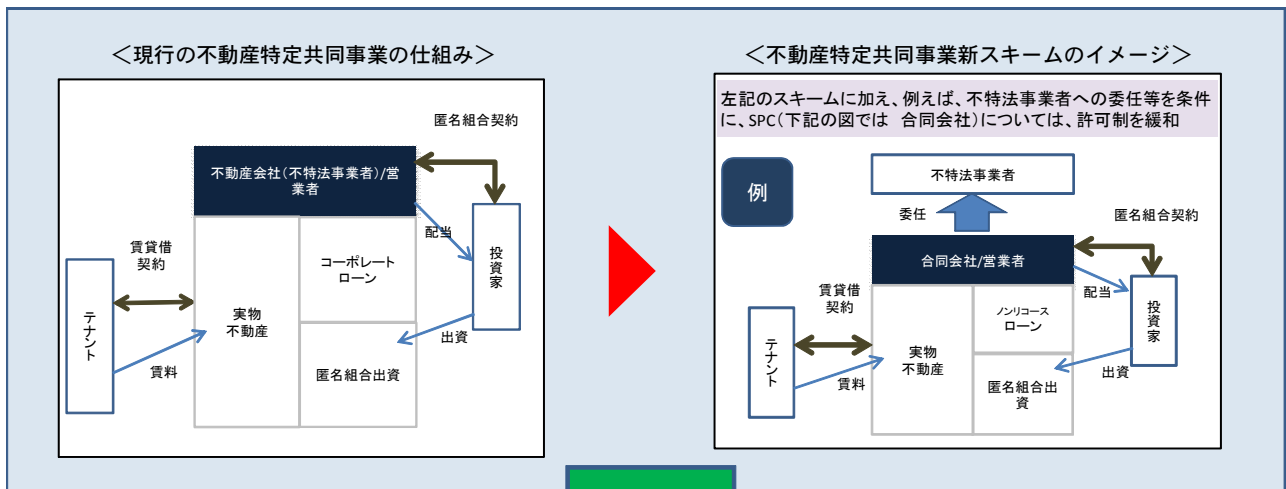 ＜現行の不動産特定共同事業の仕組み＞
匿名組合契約
不動産会社（不特法事業者）/営
業者
配当
投資家
賃貸借
契約
コーポレート
ローン
テナント
実物
不動産
出資
賃料
匿名組合出資
＜不動産特定共同事業新スキームのイメージ＞
左記のスキームに加え、例えば、不特法事業者への委任等を条件
に、SPC（下記の図では　合同会社）については、許可制を緩和
例
不特法事業者
委任
匿名組合契約
合同会社/営業者
配当
投資家
賃貸借
契約
ノンリコース
ローン
テナント
実物
不動産
出資
賃料
匿名組合出
資